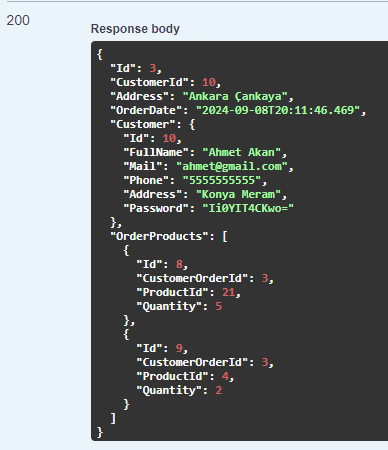 200
Response body
{
  "Id": 3,
  "CustomerId": 10,
  "Address": "Ankara Çankaya",
  "OrderDate": "2024-09-08T20:11:46.469",
  "Customer": {
    "Id": 10,
    "FullName": "Ahmet Akan",
    "Mail": "ahmet@gmail.com",
    "Phone": "5555555555",
    "Address": "Konya Meram",
    "Password": "Ii0YIT4CKwo="
  },
  "OrderProducts": [
    {
      "Id": 8,
      "CustomerOrderId": 3,
      "ProductId": 21,
      "Quantity": 5
    },
    {
      "Id": 9,
      "CustomerOrderId": 3,
      "ProductId": 4,
      "Quantity": 2
    }
  ]
}